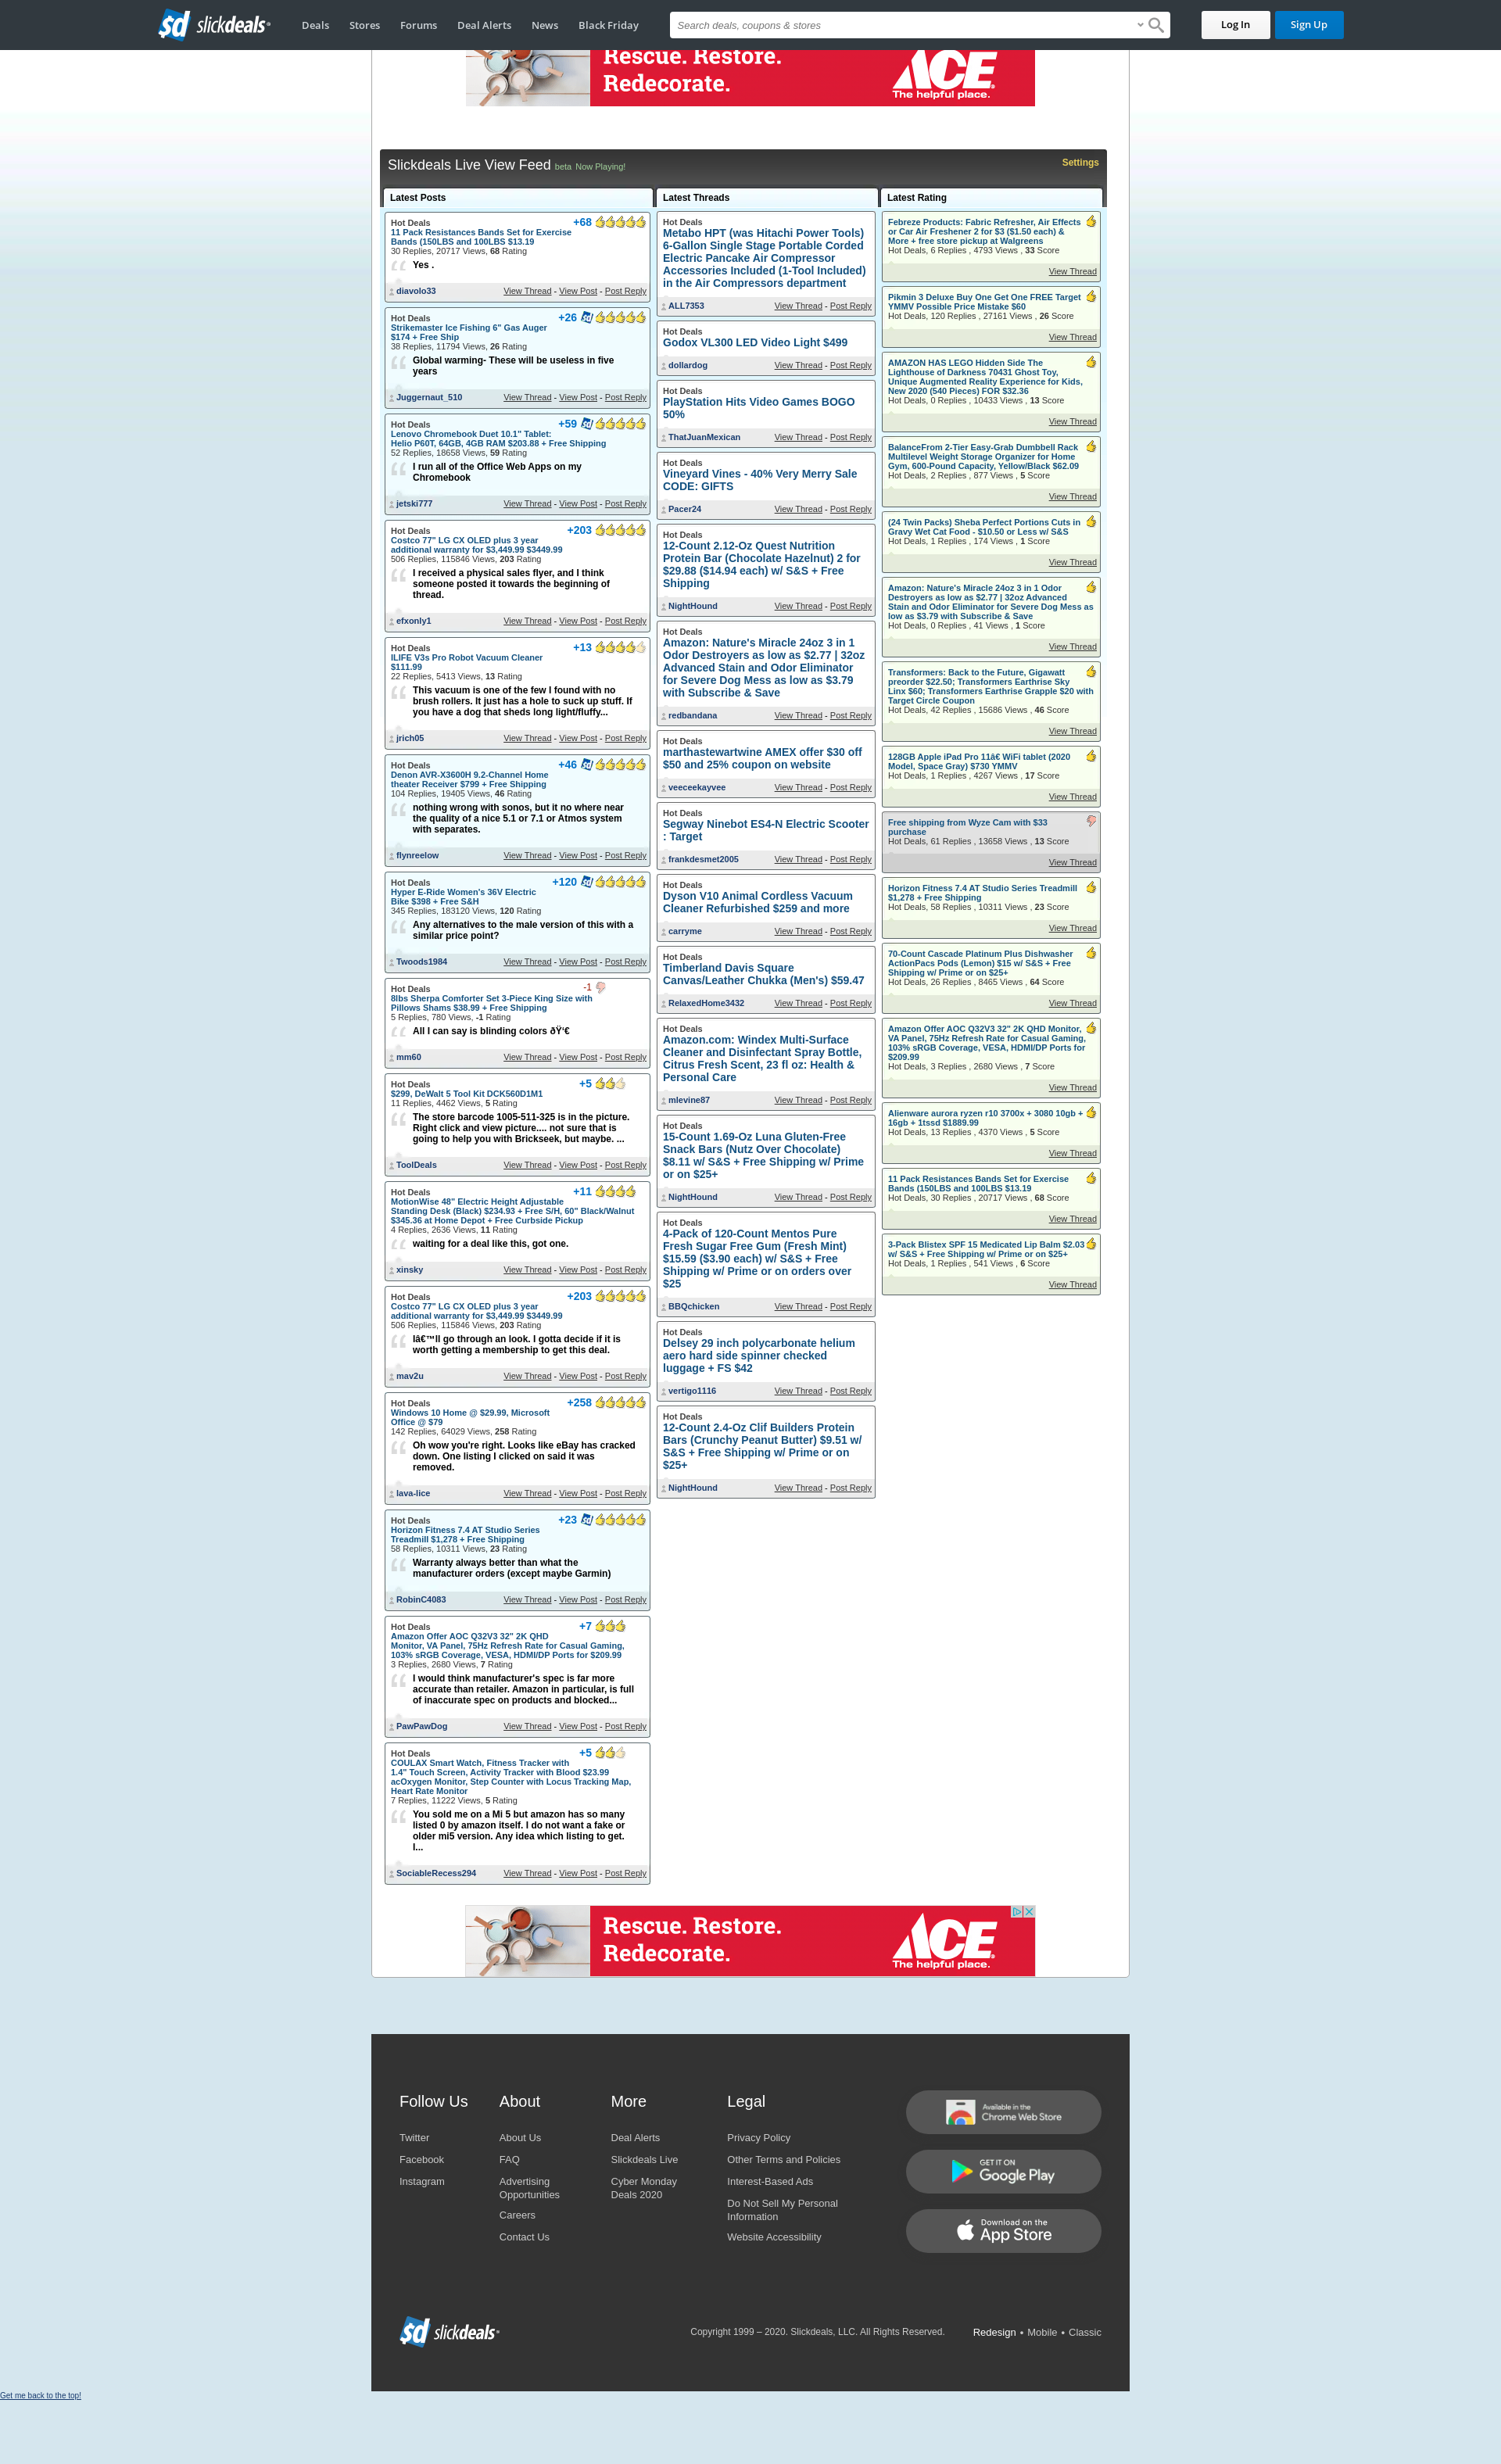 slickdeals
Deals
Stores
Forums
Deal Alerts
News
Black Friday
Search deals, coupons & stores
Log In
Sign Up
Rescue. Restore.
Redecorate.
ACE
The helpful place.
Slickdeals Live View Feed beta Now Playing!
Settings
Latest Posts
Hot Deals
+68
11 Pack Resistances Bands Set for Exercise
Bands (150LBS and 100LBS $13.19
30 Replies, 20717 Views, 68 Rating
Yes .
diavolo33
View Thread - View Post - Post Reply
Hot Deals
+26
Strikemaster Ice Fishing 6" Gas Auger
$174 + Free Ship
38 Replies, 11794 Views, 26 Rating
Global warming- These will be useless in five
years
Juggernaut_510
View Thread - View Post - Post Reply
Hot Deals
+59
Lenovo Chromebook Duet 10.1" Tablet:
Helio P60T, 64GB, 4GB RAM $203.88 + Free Shipping
52 Replies, 18658 Views, 59 Rating
I run all of the Office Web Apps on my
Chromebook
jetski777
View Thread - View Post - Post Reply
Hot Deals
+203
Costco 77" LG CX OLED plus 3 year
additional warranty for $3,449.99 $3449.99
506 Replies, 115846 Views, 203 Rating
I received a physical sales flyer, and I think
someone posted it towards the beginning of
thread.
efxonly1
View Thread - View Post - Post Reply
Hot Deals
+13
ILIFE V3s Pro Robot Vacuum Cleaner
$111.99
22 Replies, 5413 Views, 13 Rating
This vacuum is one of the few I found with no
brush rollers. It just has a hole to suck up stuff. If
you have a dog that sheds long light/fluffy...
jrich05
View Thread - View Post - Post Reply
Hot Deals
+46
Denon AVR-X3600H 9.2-Channel Home
theater Receiver $799 + Free Shipping
104 Replies, 19405 Views, 46 Rating
nothing wrong with sonos, but it no where near
the quality of a nice 5.1 or 7.1 or Atmos system
with separates.
flynreelow
View Thread - View Post - Post Reply
Hot Deals
+120
Hyper E-Ride Women's 36V Electric
Bike $398 + Free S&H
345 Replies, 183120 Views, 120 Rating
Any alternatives to the male version of this with a
similar price point?
Twoods1984
View Thread - View Post - Post Reply
Hot Deals
-1
8lbs Sherpa Comforter Set 3-Piece King Size with
Pillows Shams $38.99 + Free Shipping
5 Replies, 780 Views, -1 Rating
All I can say is blinding colors ðŸ‘€
mm60
View Thread - View Post - Post Reply
Hot Deals
+5
$299, DeWalt 5 Tool Kit DCK560D1M1
11 Replies, 4462 Views, 5 Rating
The store barcode 1005-511-325 is in the picture.
Right click and view picture.... not sure that is
going to help you with Brickseek, but maybe. ...
ToolDeals
View Thread - View Post - Post Reply
Hot Deals
+11
MotionWise 48" Electric Height Adjustable
Standing Desk (Black) $234.93 + Free S/H, 60" Black/Walnut
$345.36 at Home Depot + Free Curbside Pickup
4 Replies, 2636 Views, 11 Rating
waiting for a deal like this, got one.
xinsky
View Thread - View Post - Post Reply
Hot Deals
+203
Costco 77" LG CX OLED plus 3 year
additional warranty for $3,449.99 $3449.99
506 Replies, 115846 Views, 203 Rating
Iâ€™ll go through an look. I gotta decide if it is
worth getting a membership to get this deal.
mav2u
View Thread - View Post - Post Reply
Hot Deals
+258
Windows 10 Home @ $29.99, Microsoft
Office @ $79
142 Replies, 64029 Views, 258 Rating
Oh wow you're right. Looks like eBay has cracked
down. One listing I clicked on said it was
removed.
lava-lice
View Thread - View Post - Post Reply
Hot Deals
+23
Horizon Fitness 7.4 AT Studio Series
Treadmill $1,278 + Free Shipping
58 Replies, 10311 Views, 23 Rating
Warranty always better than what the
manufacturer orders (except maybe Garmin)
RobinC4083
View Thread - View Post - Post Reply
Hot Deals
+7
Amazon Offer AOC Q32V3 32" 2K QHD
Monitor, VA Panel, 75Hz Refresh Rate for Casual Gaming,
103% sRGB Coverage, VESA, HDMI/DP Ports for $209.99
3 Replies, 2680 Views, 7 Rating
I would think manufacturer's spec is far more
accurate than retailer. Amazon in particular, is full
of inaccurate spec on products and blocked...
PawPawDog
View Thread - View Post - Post Reply
Hot Deals
+5
COULAX Smart Watch, Fitness Tracker with
1.4" Touch Screen, Activity Tracker with Blood $23.99
acOxygen Monitor, Step Counter with Locus Tracking Map,
Heart Rate Monitor
7 Replies, 11222 Views, 5 Rating
You sold me on a Mi 5 but amazon has so many
listed 0 by amazon itself. I do not want a fake or
older mi5 version. Any idea which listing to get.
I...
SociableRecess294
View Thread - View Post - Post Reply
Latest Threads
Hot Deals
Metabo HPT (was Hitachi Power Tools)
6-Gallon Single Stage Portable Corded
Electric Pancake Air Compressor
Accessories Included (1-Tool Included)
in the Air Compressors department
ALL7353
View Thread - Post Reply
Hot Deals
Godox VL300 LED Video Light $499
dollardog
View Thread - Post Reply
Hot Deals
PlayStation Hits Video Games BOGO
50%
ThatJuanMexican
View Thread - Post Reply
Hot Deals
Vineyard Vines - 40% Very Merry Sale
CODE: GIFTS
Pacer24
View Thread - Post Reply
Hot Deals
12-Count 2.12-Oz Quest Nutrition
Protein Bar (Chocolate Hazelnut) 2 for
$29.88 ($14.94 each) w/ S&S + Free
Shipping
NightHound
View Thread - Post Reply
Hot Deals
Amazon: Nature's Miracle 24oz 3 in 1
Odor Destroyers as low as $2.77 | 32oz
Advanced Stain and Odor Eliminator
for Severe Dog Mess as low as $3.79
with Subscribe & Save
redbandana
View Thread - Post Reply
Hot Deals
marthastewartwine AMEX offer $30 off
$50 and 25% coupon on website
veeceekayvee
View Thread - Post Reply
Hot Deals
Segway Ninebot ES4-N Electric Scooter
: Target
frankdesmet2005
View Thread - Post Reply
Hot Deals
Dyson V10 Animal Cordless Vacuum
Cleaner Refurbished $259 and more
carryme
View Thread - Post Reply
Hot Deals
Timberland Davis Square
Canvas/Leather Chukka (Men's) $59.47
RelaxedHome3432
View Thread - Post Reply
Hot Deals
Amazon.com: Windex Multi-Surface
Cleaner and Disinfectant Spray Bottle,
Citrus Fresh Scent, 23 fl oz: Health &
Personal Care
mlevine87
View Thread - Post Reply
Hot Deals
15-Count 1.69-Oz Luna Gluten-Free
Snack Bars (Nutz Over Chocolate)
$8.11 w/ S&S + Free Shipping w/ Prime
or on $25+
NightHound
View Thread - Post Reply
Hot Deals
4-Pack of 120-Count Mentos Pure
Fresh Sugar Free Gum (Fresh Mint)
$15.59 ($3.90 each) w/ S&S + Free
Shipping w/ Prime or on orders over
$25
BBQchicken
View Thread - Post Reply
Hot Deals
Delsey 29 inch polycarbonate helium
aero hard side spinner checked
luggage + FS $42
vertigo1116
View Thread - Post Reply
Hot Deals
12-Count 2.4-Oz Clif Builders Protein
Bars (Crunchy Peanut Butter) $9.51 w/
S&S + Free Shipping w/ Prime or on
$25+
NightHound
View Thread - Post Reply
Latest Rating
Febreze Products: Fabric Refresher, Air Effects
or Car Air Freshener 2 for $3 ($1.50 each) &
More + free store pickup at Walgreens
Hot Deals, 6 Replies , 4793 Views , 33 Score
View Thread
Pikmin 3 Deluxe Buy One Get One FREE Target
YMMV Possible Price Mistake $60
Hot Deals, 120 Replies , 27161 Views , 26 Score
View Thread
AMAZON HAS LEGO Hidden Side The
Lighthouse of Darkness 70431 Ghost Toy,
Unique Augmented Reality Experience for Kids,
New 2020 (540 Pieces) FOR $32.36
Hot Deals, 0 Replies , 10433 Views , 13 Score
View Thread
BalanceFrom 2-Tier Easy-Grab Dumbbell Rack
Multilevel Weight Storage Organizer for Home
Gym, 600-Pound Capacity, Yellow/Black $62.09
Hot Deals, 2 Replies , 877 Views , 5 Score
View Thread
(24 Twin Packs) Sheba Perfect Portions Cuts in
Gravy Wet Cat Food - $10.50 or Less w/ S&S
Hot Deals, 1 Replies , 174 Views , 1 Score
View Thread
Amazon: Nature's Miracle 24oz 3 in 1 Odor
Destroyers as low as $2.77 | 32oz Advanced
Stain and Odor Eliminator for Severe Dog Mess as
low as $3.79 with Subscribe & Save
Hot Deals, 0 Replies , 41 Views , 1 Score
View Thread
Transformers: Back to the Future, Gigawatt
preorder $22.50; Transformers Earthrise Sky
Linx $60; Transformers Earthrise Grapple $20 with
Target Circle Coupon
Hot Deals, 42 Replies , 15686 Views , 46 Score
View Thread
128GB Apple iPad Pro 11â€ WiFi tablet (2020
Model, Space Gray) $730 YMMV
Hot Deals, 1 Replies , 4267 Views , 17 Score
View Thread
Free shipping from Wyze Cam with $33
purchase
Hot Deals, 61 Replies , 13658 Views , 13 Score
View Thread
Horizon Fitness 7.4 AT Studio Series Treadmill
$1,278 + Free Shipping
Hot Deals, 58 Replies , 10311 Views , 23 Score
View Thread
70-Count Cascade Platinum Plus Dishwasher
ActionPacs Pods (Lemon) $15 w/ S&S + Free
Shipping w/ Prime or on $25+
Hot Deals, 26 Replies , 8465 Views , 64 Score
View Thread
Amazon Offer AOC Q32V3 32" 2K QHD Monitor,
VA Panel, 75Hz Refresh Rate for Casual Gaming,
103% sRGB Coverage, VESA, HDMI/DP Ports for
$209.99
Hot Deals, 3 Replies , 2680 Views , 7 Score
View Thread
Alienware aurora ryzen r10 3700x + 3080 10gb +
16gb + 1tssd $1889.99
Hot Deals, 13 Replies , 4370 Views , 5 Score
View Thread
11 Pack Resistances Bands Set for Exercise
Bands (150LBS and 100LBS $13.19
Hot Deals, 30 Replies , 20717 Views , 68 Score
View Thread
3-Pack Blistex SPF 15 Medicated Lip Balm $2.03
w/ S&S + Free Shipping w/ Prime or on $25+
Hot Deals, 1 Replies , 541 Views , 6 Score
View Thread
Rescue. Restore.
Redecorate.
ACE
The helpful place.
Follow Us
Twitter
Facebook
Instagram
About
About Us
FAQ
Advertising
Opportunities
Careers
Contact Us
More
Deal Alerts
Slickdeals Live
Cyber Monday
Deals 2020
Legal
Privacy Policy
Other Terms and Policies
Interest-Based Ads
Do Not Sell My Personal
Information
Website Accessibility
Available in the
Chrome Web Store
GET IT ON
Google Play
Download on the
App Store
slickdeals
Copyright 1999 – 2020. Slickdeals, LLC. All Rights Reserved.
Redesign • Mobile • Classic
Get me back to the top!